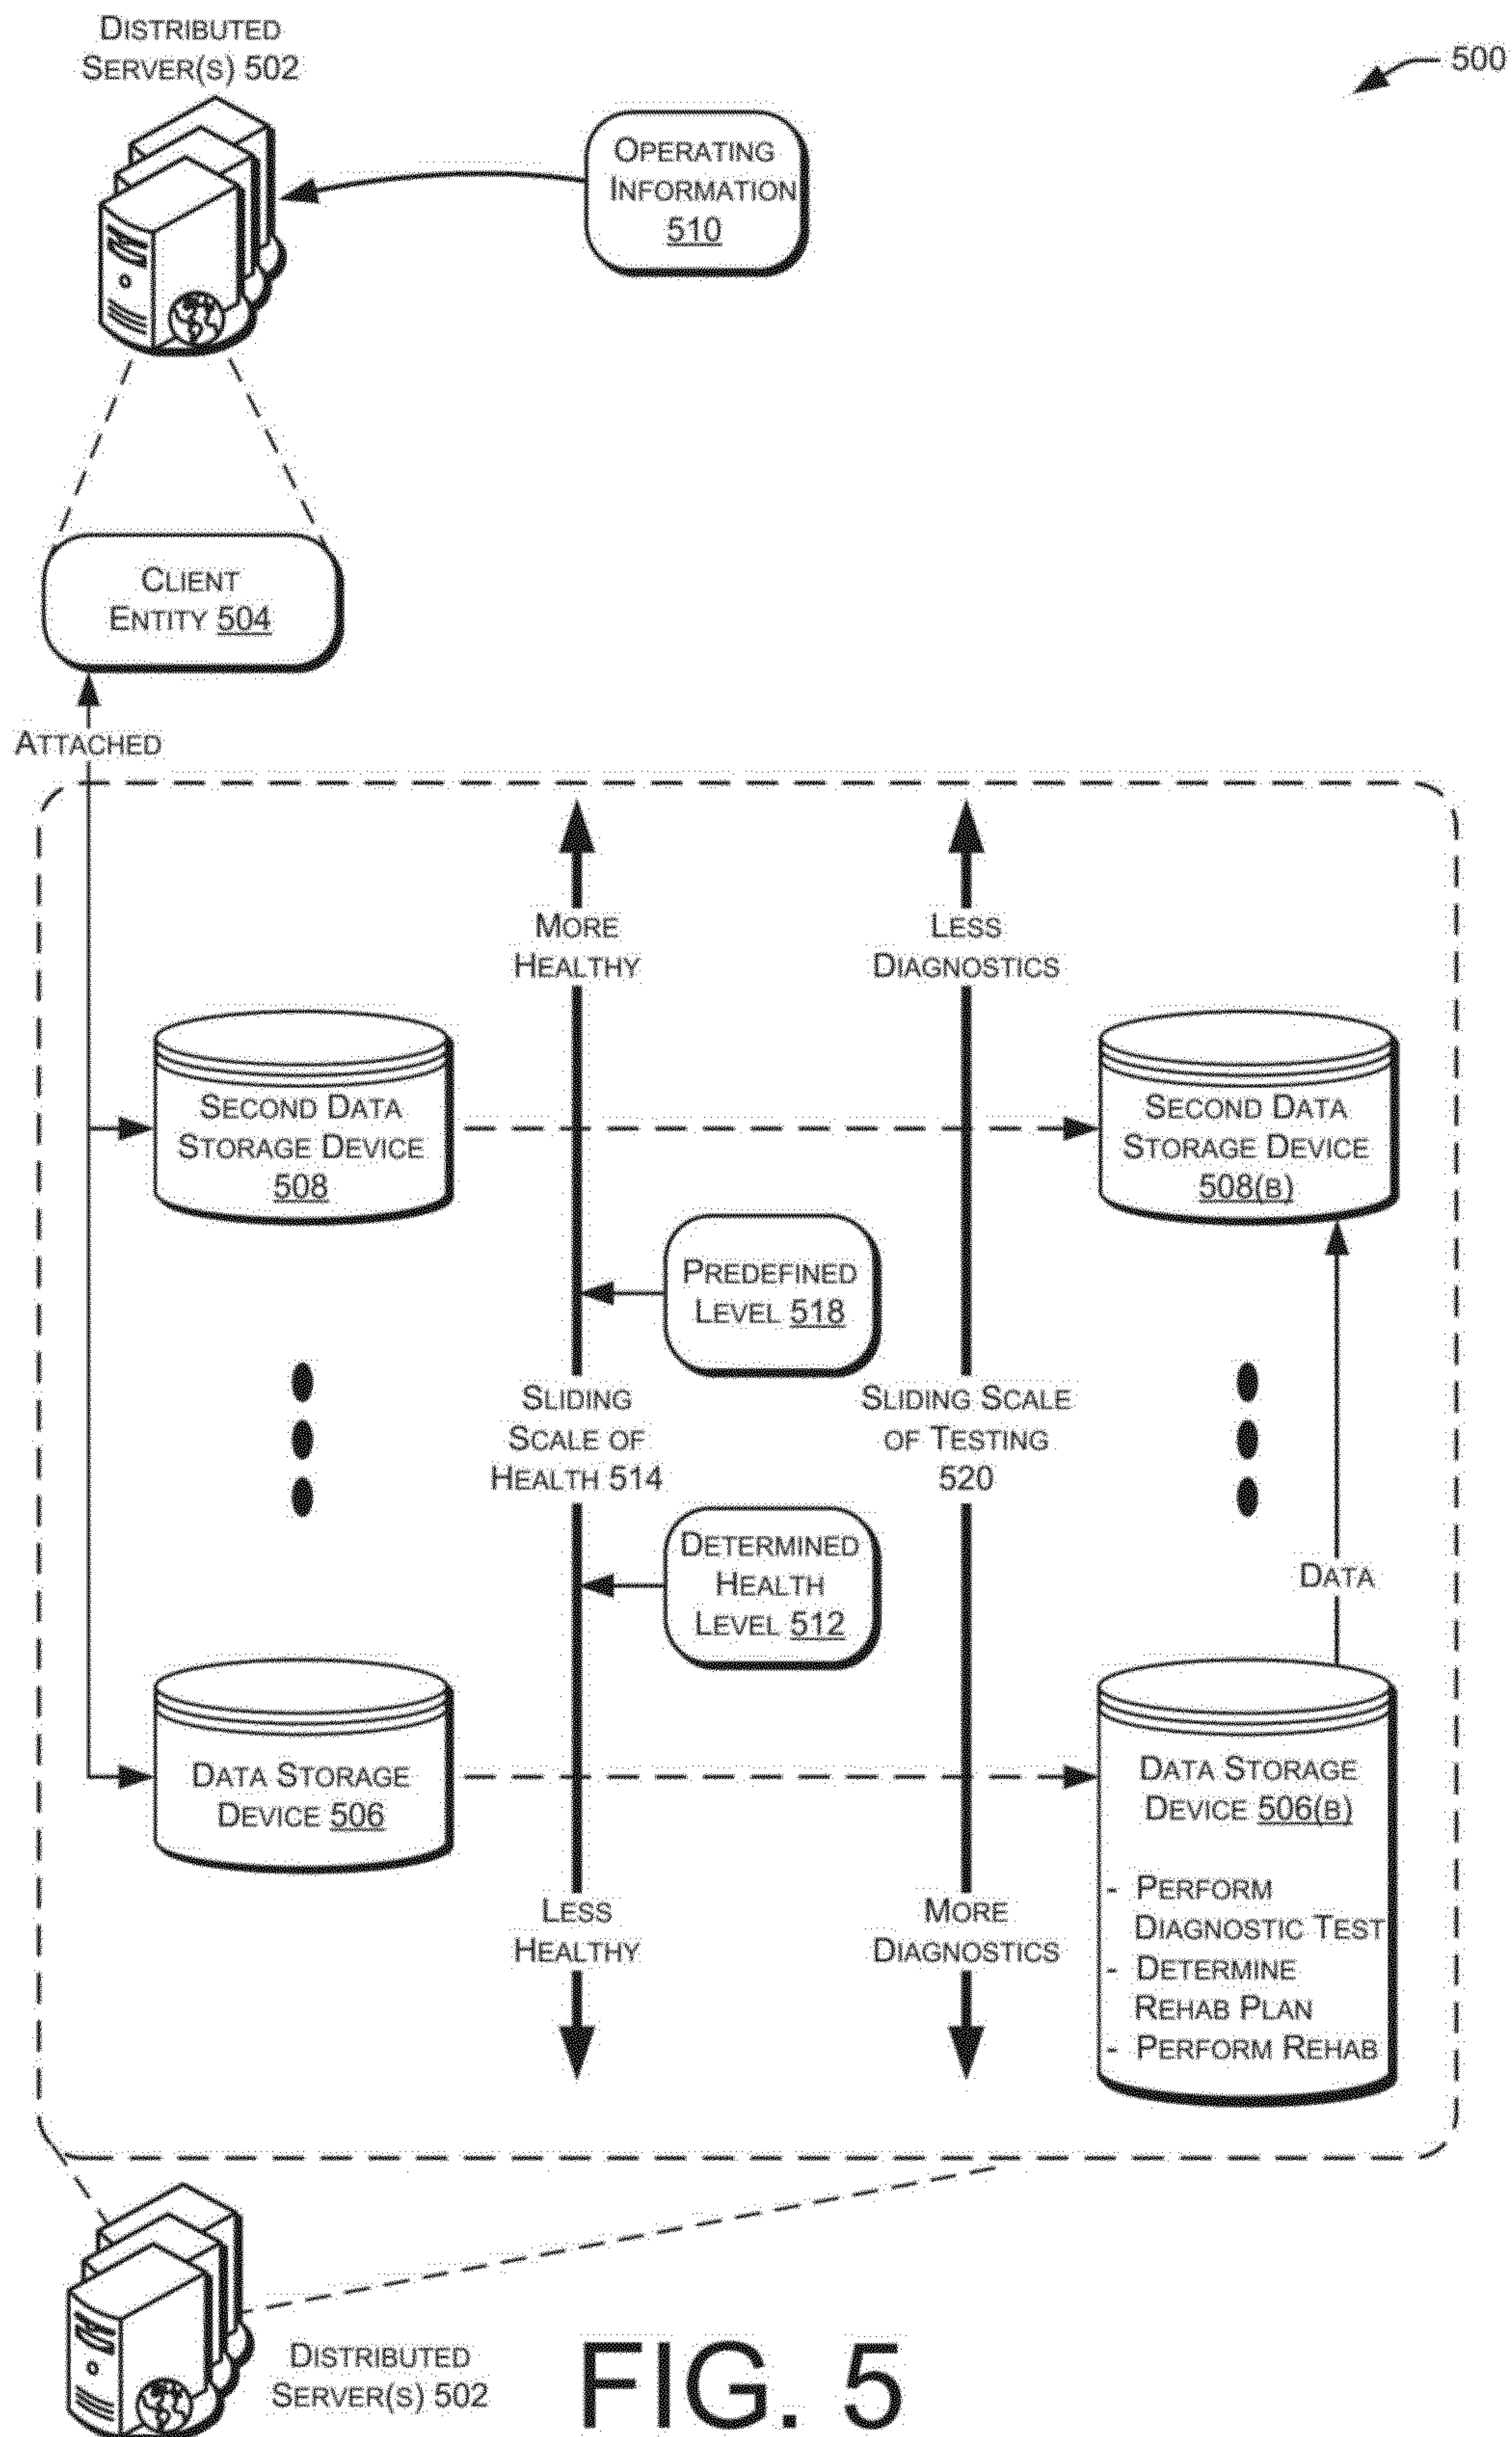 DISTRIBUTED
SERVER(S) 502
500
OPERATING
INFORMATION
510
CLIENT
ENTITY 504
ATTACHED
MORE
HEALTHY
LESS
DIAGNOSTICS
SECOND DATA
STORAGE DEVICE
508
SECOND DATA
STORAGE DEVICE
508(B)
PREDEFINED
LEVEL 518
SLIDING
SCALE OF
HEALTH 514
SLIDING SCALE
OF TESTING
520
DETERMINED
HEALTH
LEVEL 512
DATA
DATA STORAGE
DEVICE 506
DATA STORAGE
DEVICE 506(B)
- PERFORM
DIAGNOSTIC TEST
- DETERMINE
REHAB PLAN
- PERFORM REHAB
LESS
HEALTHY
MORE
DIAGNOSTICS
DISTRIBUTED
SERVER(S) 502
FIG. 5